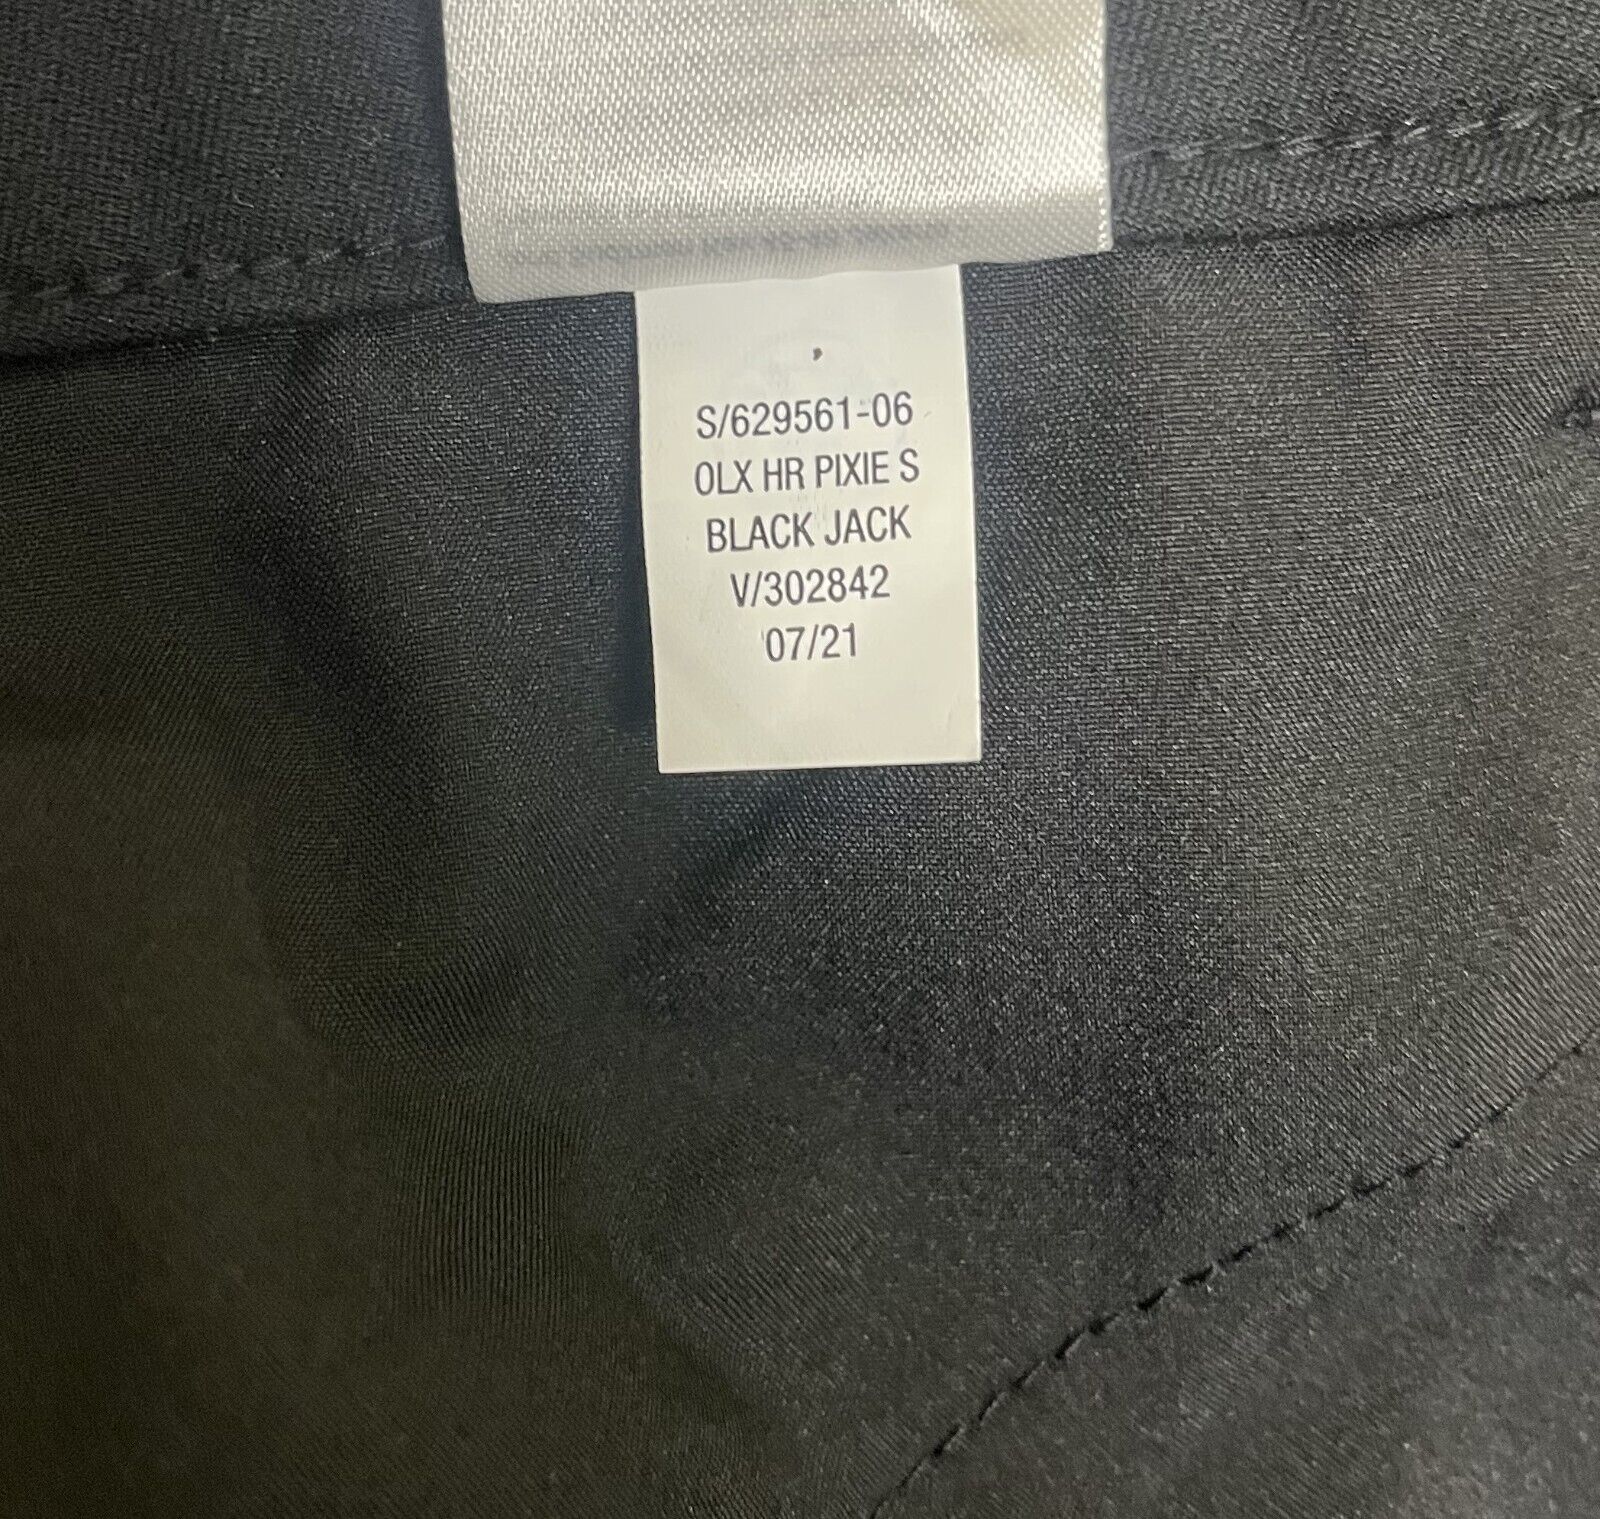 S/629561-06
OLX HR PIXIE S
BLACK JACK
V/302842
07/21